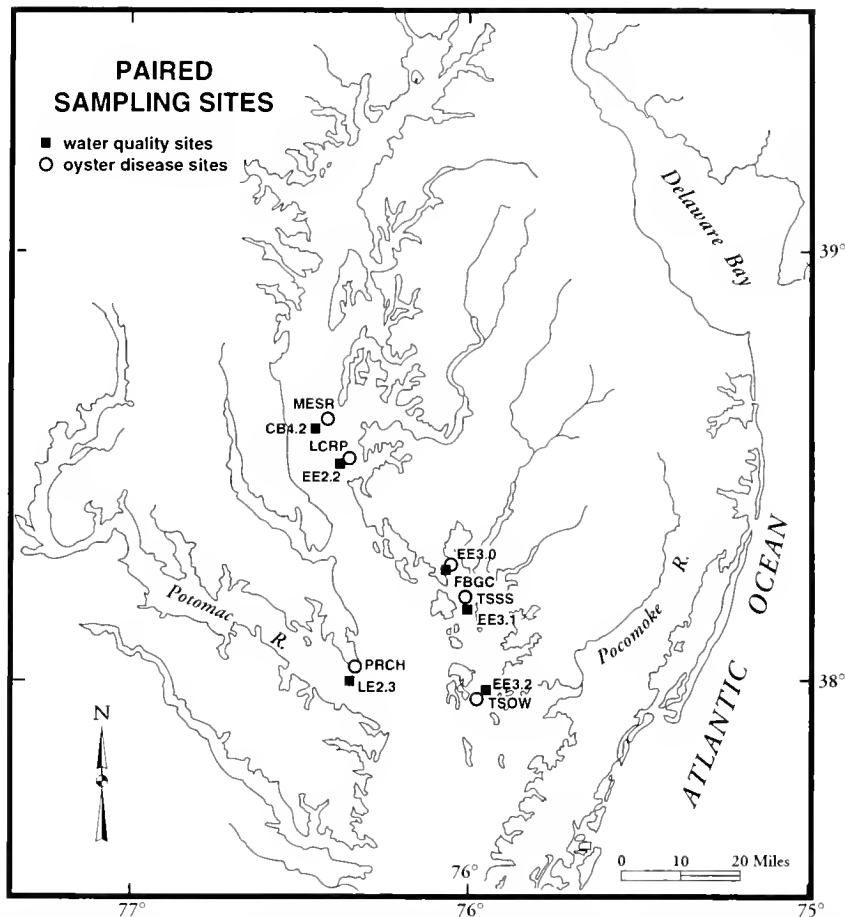 PAIRED
SAMPLING SITES
■ water quality sites
○ oyster disease sites
Delaware Bay
39°
MESR
CB4.2
LCRP
EE2.2
EE3.0
FBGC
TSSS
EE3.1
Potomac R.
PRCH
LE2.3
EE3.2
TSOW
Pocomoke R.
ATLANTIC OCEAN
38°
N
0 10 20 Miles
77°
76°
75°